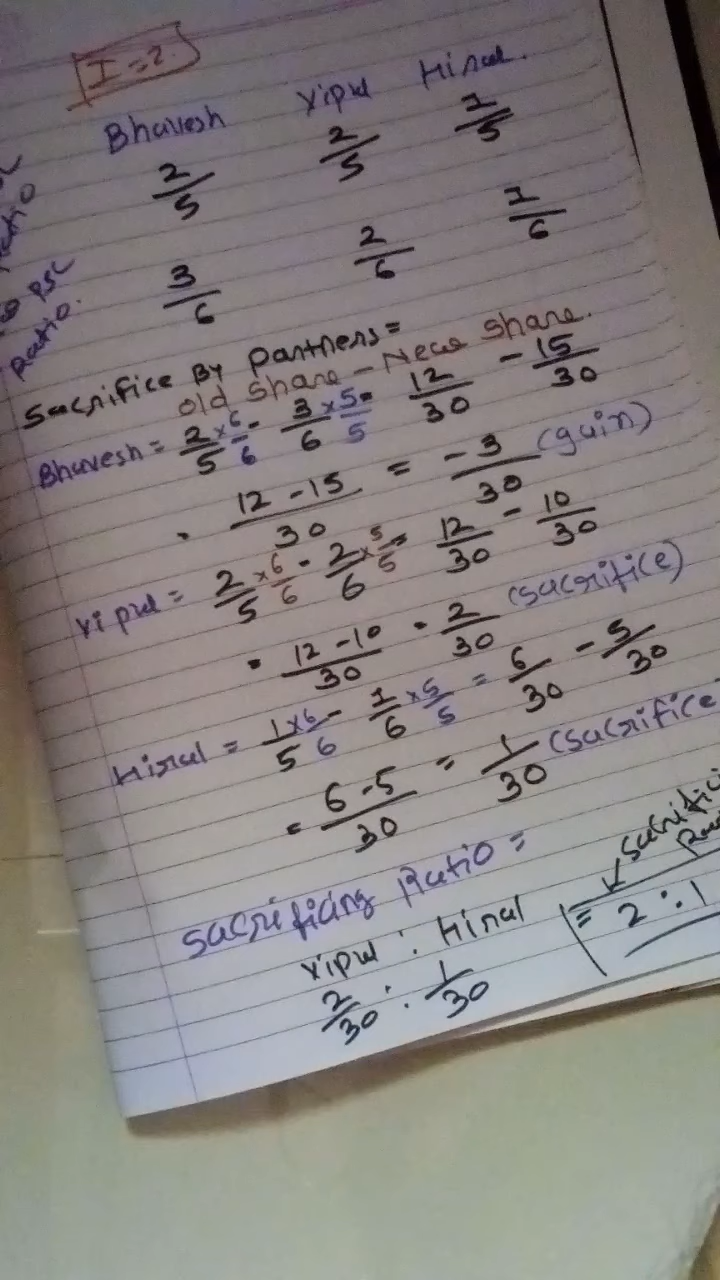 I=2.
Bhavesh Vipul Hiral.
Ratio 2/5 2/5 1/5
PSR
Ratio. 3/6 2/6 1/6
Sacrifice By Partners=
Old Share - New Share.
Bhavesh = 2/5 ×6/6 - 3/6 ×5/5 = 12/30 - 15/30
= 12-15/30 = -3/30 (gain)
Vipul = 2/5 ×6/6 - 2/6 ×5/5 = 12/30 - 10/30
= 12-10/30 = 2/30 (sacrifice)
Hiral = 1/5 ×6/6 - 1/6 ×5/5 = 6/30 - 5/30
= 6-5/30 = 1/30 (sacrifice
Sacrificing Ratio =
Vipul : Hiral
2/30 : 1/30 = 2:1